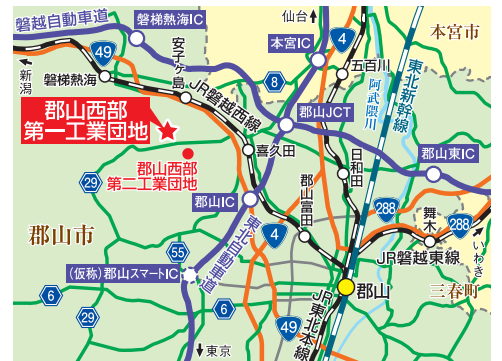 磐越自動車道
磐梯熱海IC
仙台↑
49
安子ヶ島
本宮IC
4
本宮市
←新潟
磐梯熱海
8
五百川
JR磐越西線
阿武隈川
東北新幹線
郡山西部
第一工業団地
郡山JCT
喜久田
郡山西部
第二工業団地
日和田
郡山東IC
29
郡山IC
郡山富田
288
舞木
288
郡山市
4
いわき
55
東北自動車道
JR磐越東線
(仮称)郡山スマートIC
郡山
三春町
6
6
29
49
JR東北本線
↓東京